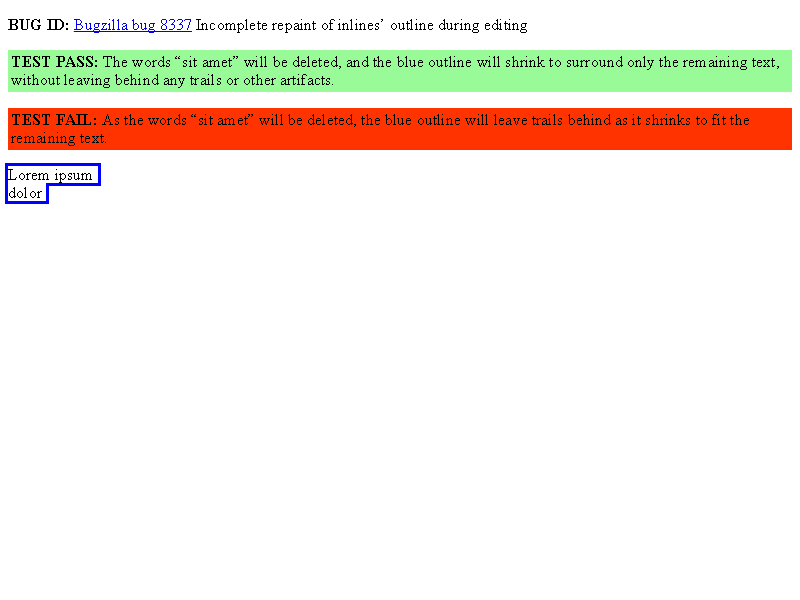 BUG ID: Bugzilla bug 8337 Incomplete repaint of inlines’ outline during editing
TEST PASS: The words “sit amet” will be deleted, and the blue outline will shrink to surround only the remaining text,
without leaving behind any trails or other artifacts.
TEST FAIL: As the words “sit amet” will be deleted, the blue outline will leave trails behind as it shrinks to fit the
remaining text.
Lorem ipsum
dolor